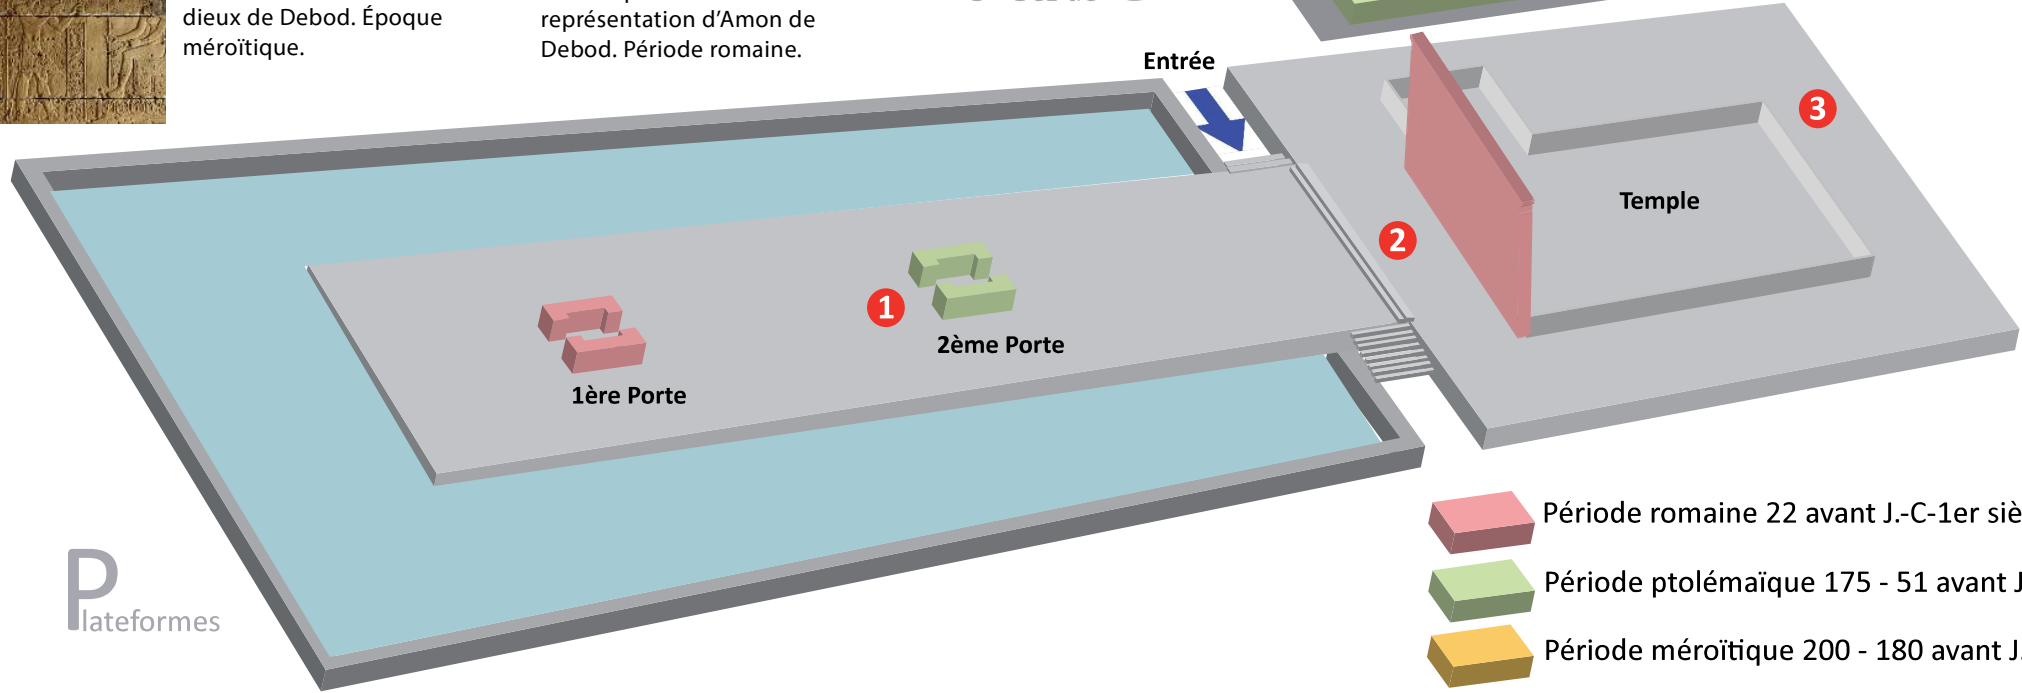 dieux de Debod. Époque
méroïtique.
représentation d’Amon de
Debod. Période romaine.
Entrée
3
Temple
2
1
2ème Porte
1ère Porte
Période romaine 22 avant J.-C-1er siè
Période ptolémaïque 175 - 51 avant J
Période méroïtique 200 - 180 avant J.
Plateformes